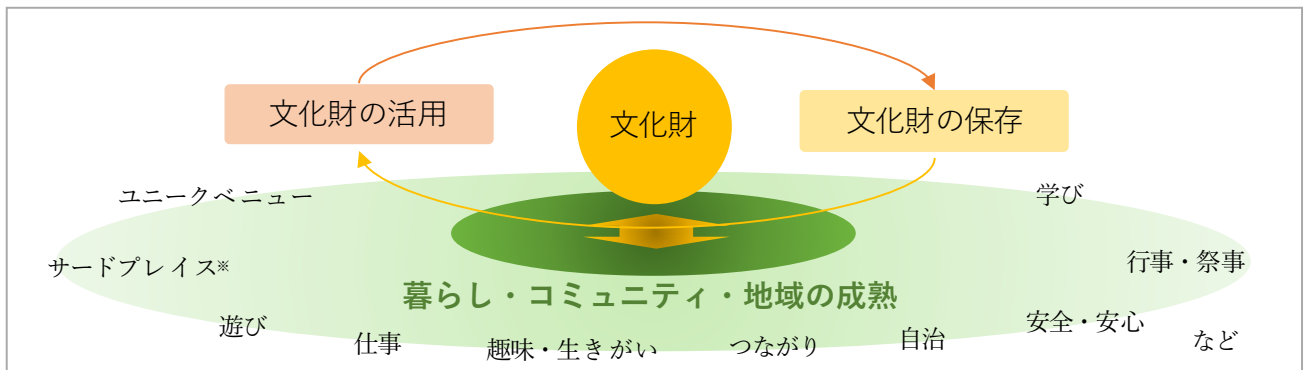 文化財の活用
文化財
文化財の保存
ユニークベニュー
学び
サードプレイス※
行事・祭事
暮らし・コミュニティ・地域の成熟
遊び
仕事
趣味・生きがい
つながり
自治
安全・安心
など